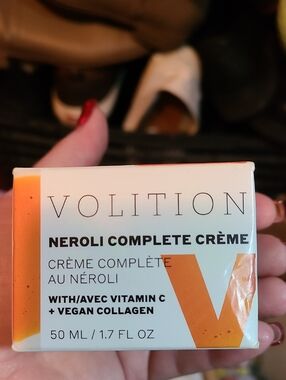 VOLITION
NEROLI COMPLETE CRÈME
CRÈME COMPLÈTE
AU NÉROLI
WITH/AVEC VITAMIN C
+ VEGAN COLLAGEN
50 ML / 1.7 FL OZ
V